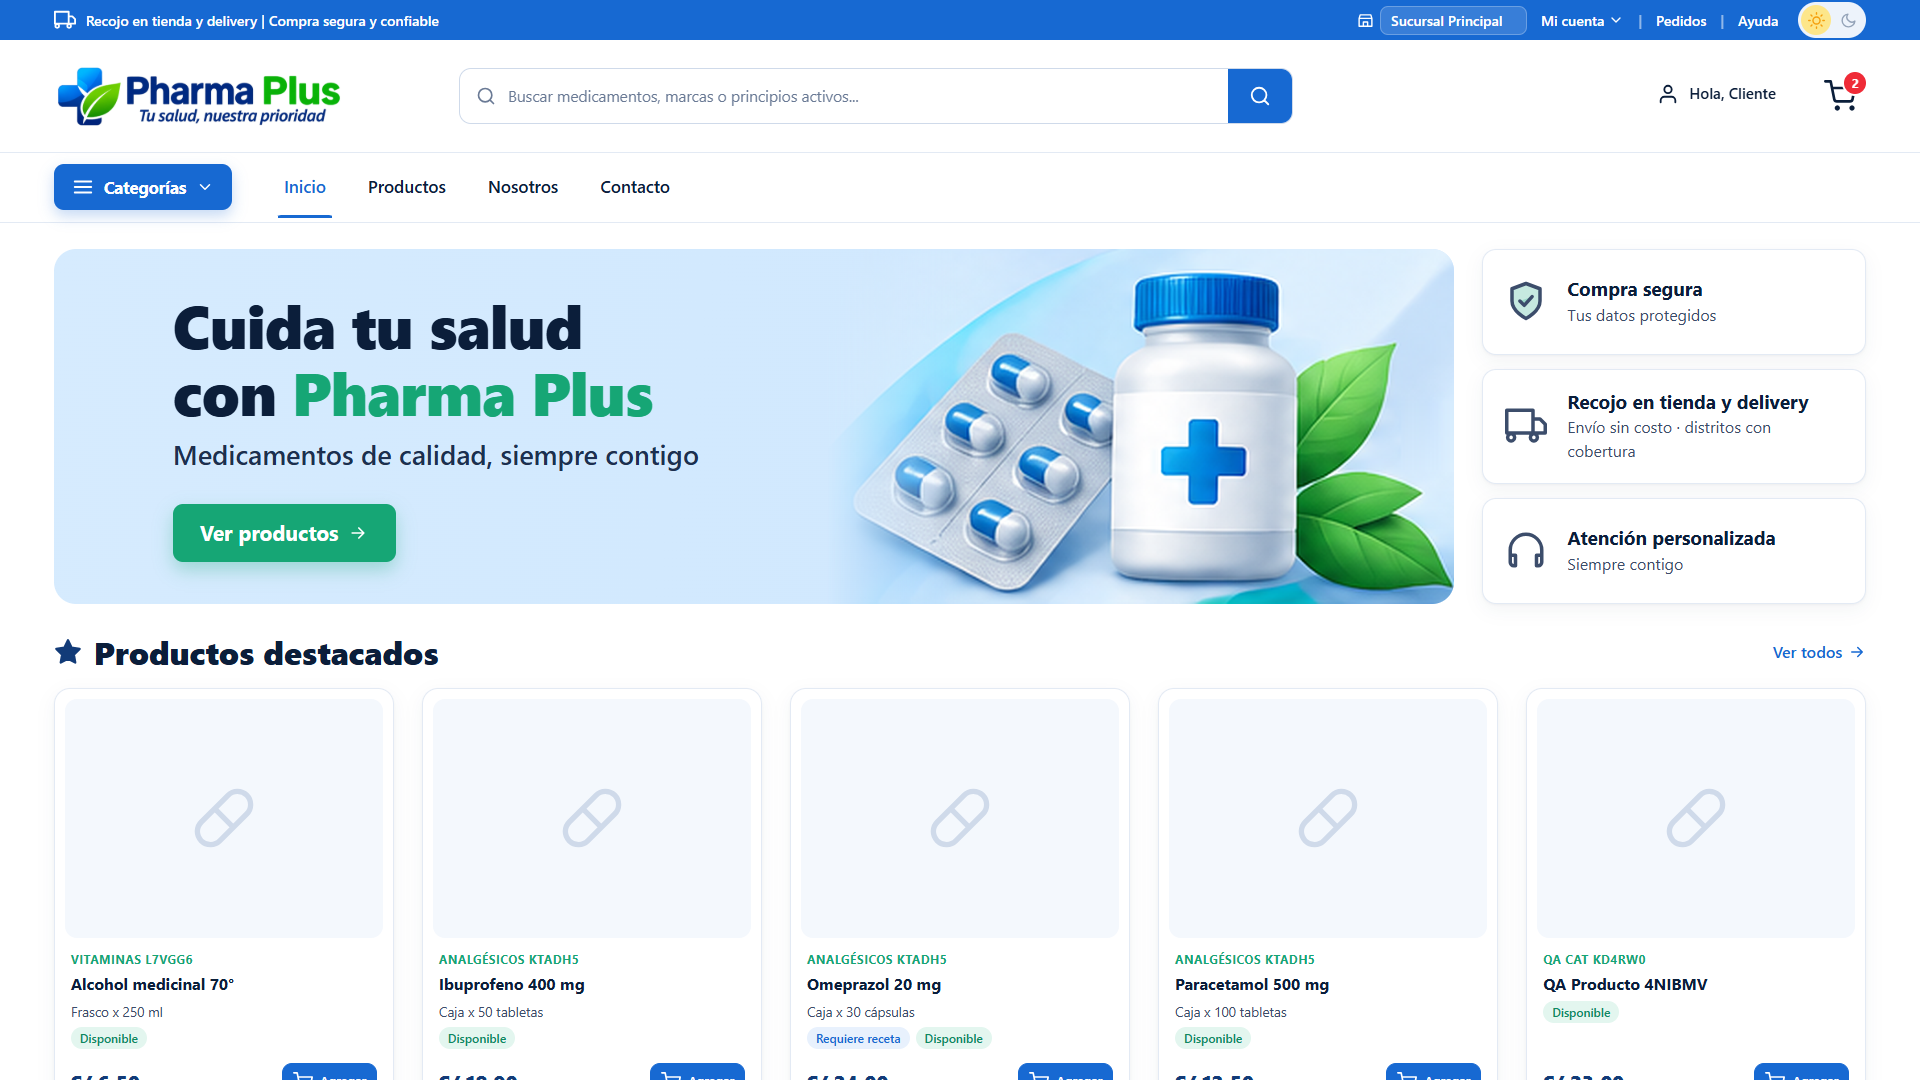 Recojo en tienda y delivery | Compra segura y confiable
Sucursal Principal
Mi cuenta
|
Pedidos
|
Ayuda
Pharma Plus
Tu salud, nuestra prioridad
Buscar medicamentos, marcas o principios activos...
Hola, Cliente
2
Categorías
Inicio
Productos
Nosotros
Contacto
Cuida tu salud
con Pharma Plus
Medicamentos de calidad, siempre contigo
Ver productos
Compra segura
Tus datos protegidos
Recojo en tienda y delivery
Envío sin costo · distritos con
cobertura
Atención personalizada
Siempre contigo
Productos destacados
Ver todos
VITAMINAS L7VGG6
Alcohol medicinal 70°
Frasco x 250 ml
Disponible
ANALGÉSICOS KTADH5
Ibuprofeno 400 mg
Caja x 50 tabletas
Disponible
ANALGÉSICOS KTADH5
Omeprazol 20 mg
Caja x 30 cápsulas
Requiere receta
Disponible
ANALGÉSICOS KTADH5
Paracetamol 500 mg
Caja x 100 tabletas
Disponible
QA CAT KD4RW0
QA Producto 4NIBMV
Disponible